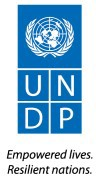 U N
D P
Empowered lives.
Resilient nations.